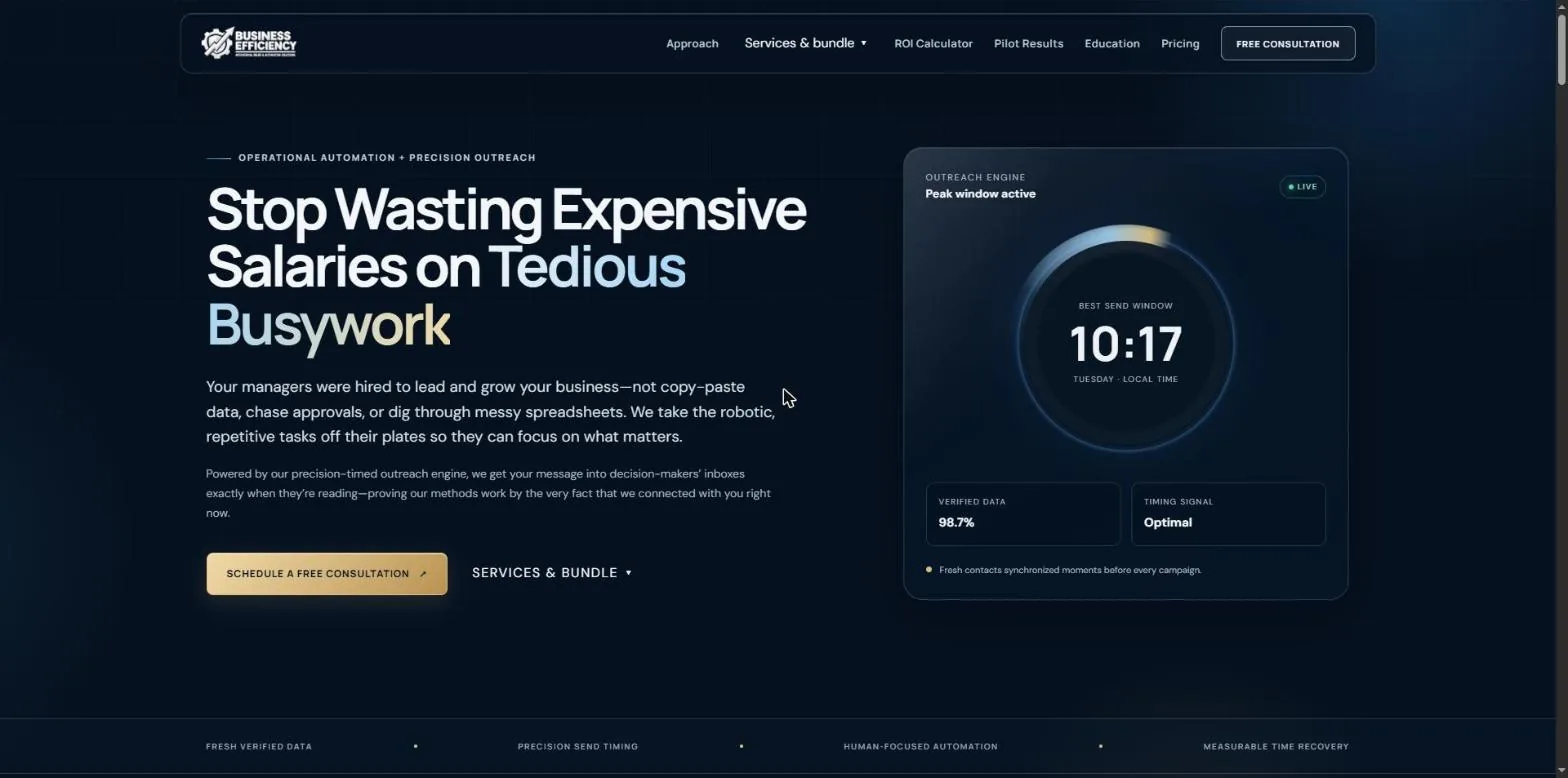 BUSINESS
EFFICIENCY
Approach
Services & bundle ▾
ROI Calculator
Pilot Results
Education
Pricing
FREE CONSULTATION
OPERATIONAL AUTOMATION + PRECISION OUTREACH
Stop Wasting Expensive
Salaries on Tedious
Busywork
Your managers were hired to lead and grow your business—not copy-paste
data, chase approvals, or dig through messy spreadsheets. We take the robotic,
repetitive tasks off their plates so they can focus on what matters.
Powered by our precision-timed outreach engine, we get your message into decision-makers’ inboxes
exactly when they’re reading—proving our methods work by the very fact that we connected with you right
now.
SCHEDULE A FREE CONSULTATION ↗
SERVICES & BUNDLE ▾
OUTREACH ENGINE
Peak window active
LIVE
BEST SEND WINDOW
10:17
TUESDAY · LOCAL TIME
VERIFIED DATA
98.7%
TIMING SIGNAL
Optimal
Fresh contacts synchronized moments before every campaign.
FRESH VERIFIED DATA
PRECISION SEND TIMING
HUMAN-FOCUSED AUTOMATION
MEASURABLE TIME RECOVERY